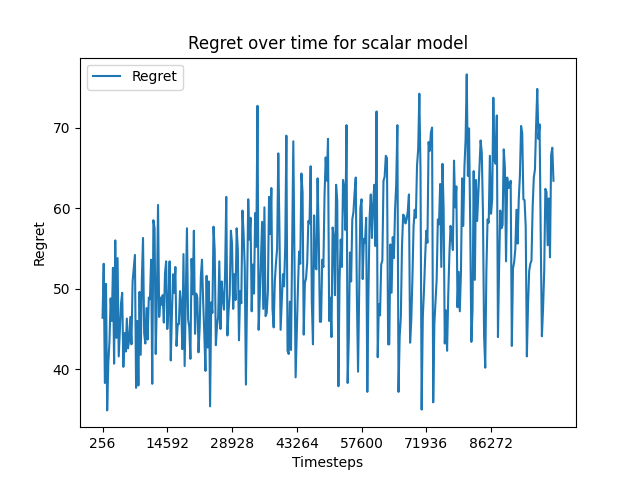 Regret over time for scalar model
Regret
70
60
50
40
Regret
256 14592 28928 43264 57600 71936 86272
Timesteps